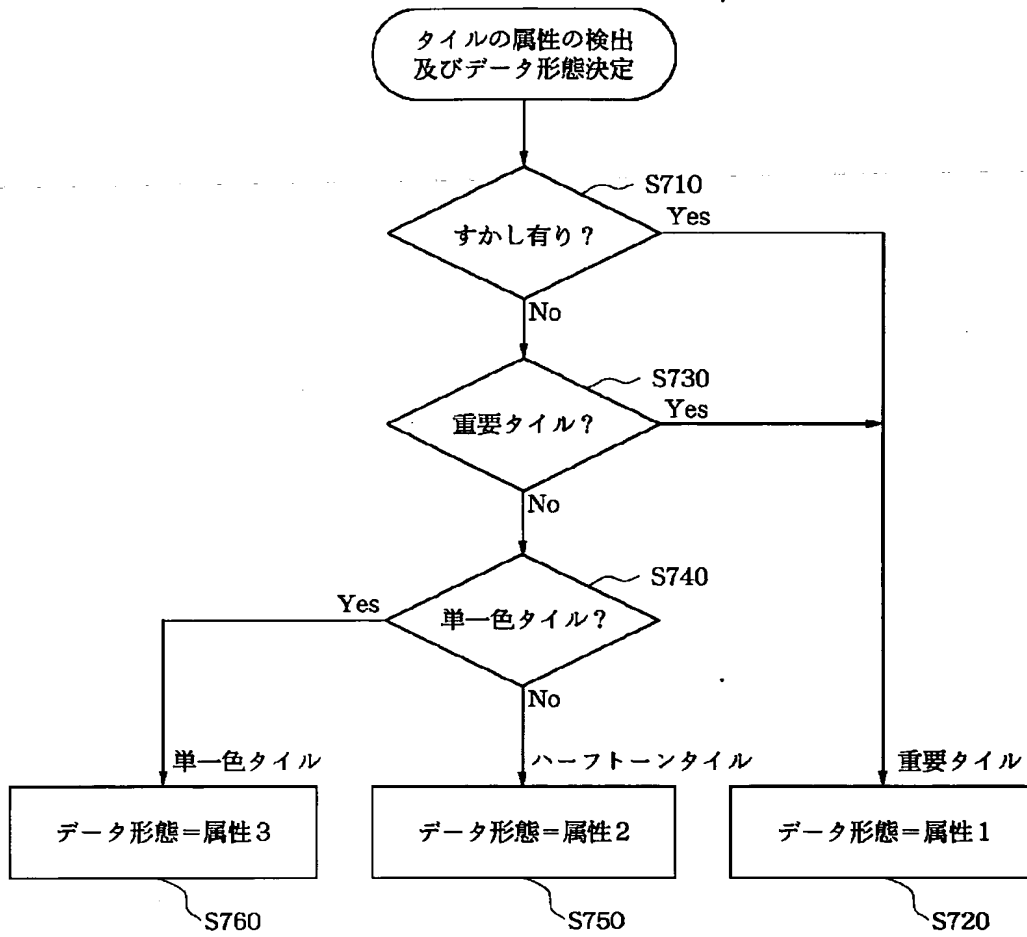 タイルの属性の検出
及びデータ形態決定
S710
すかし有り?
Yes
No
S730
重要タイル?
Yes
No
S740
単一色タイル?
Yes
No
単一色タイル
ハーフトーンタイル
重要タイル
データ形態=属性3
データ形態=属性2
データ形態=属性1
S760
S750
S720